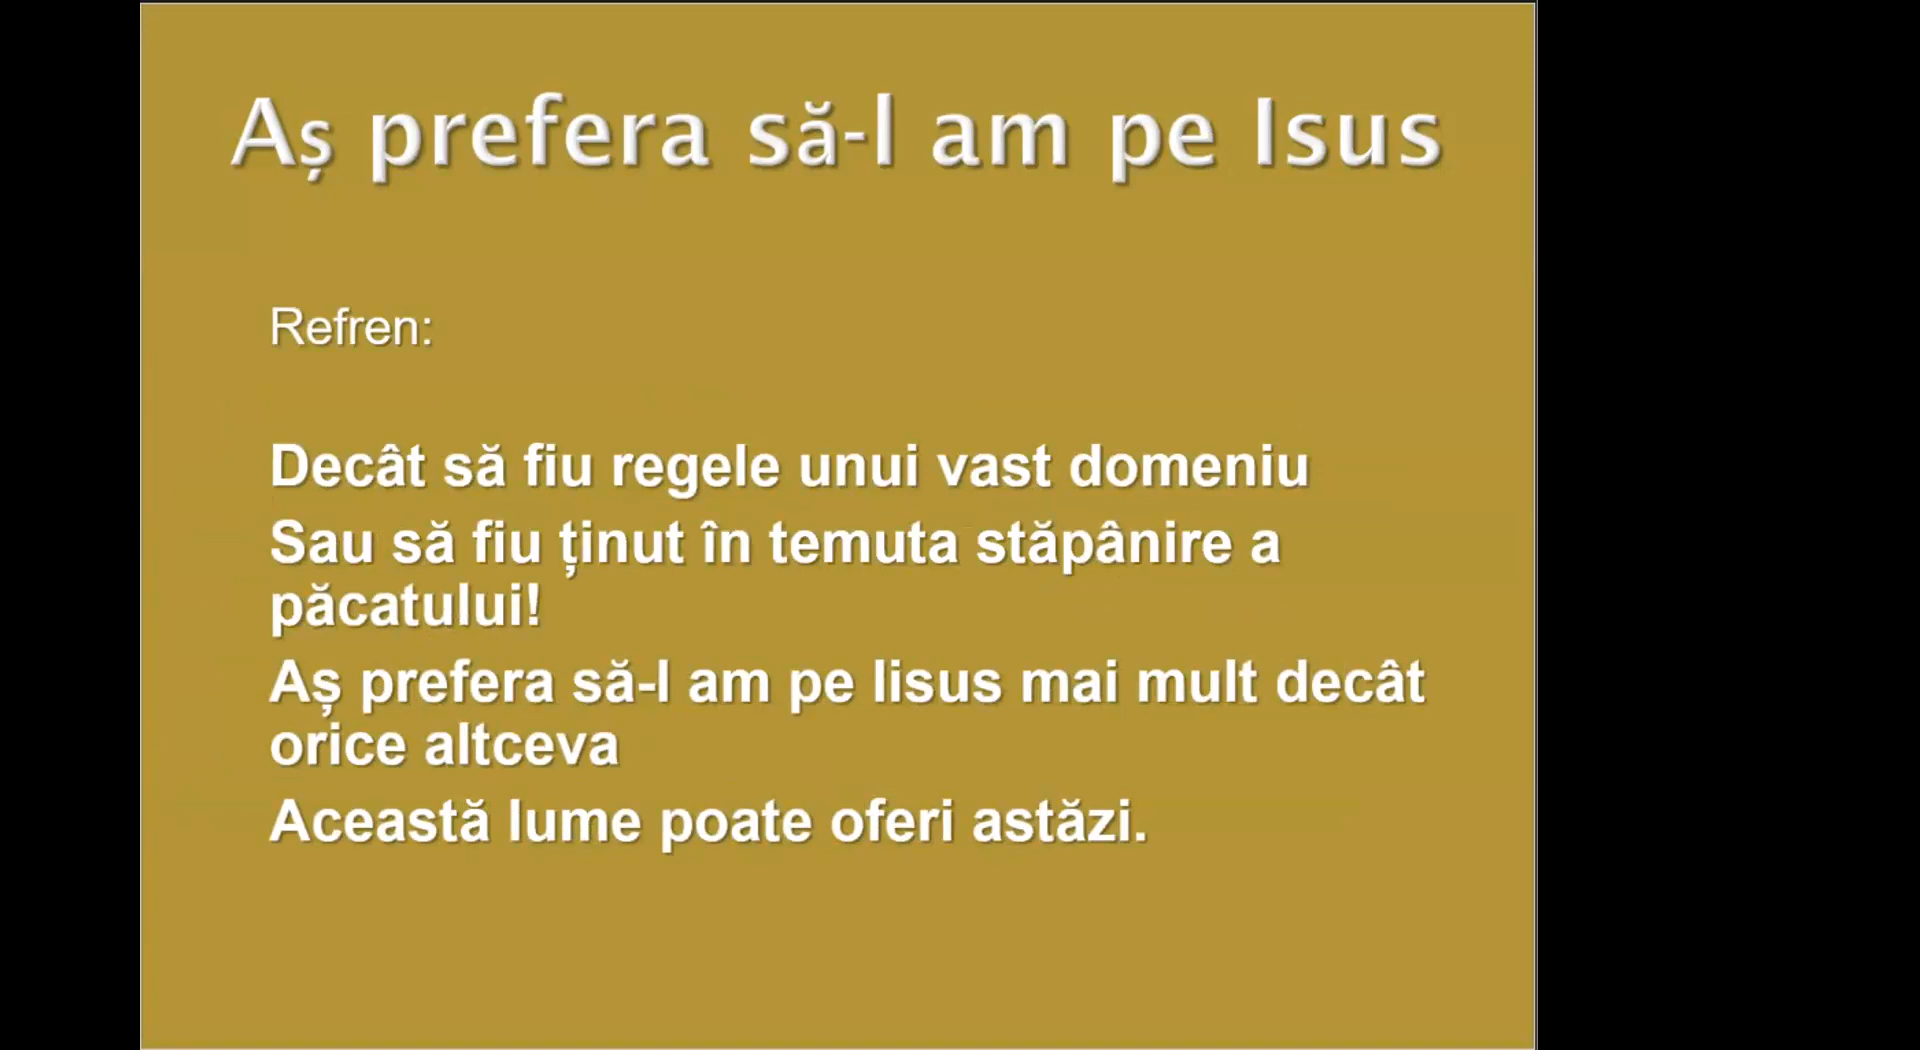 Aș prefera să-l am pe Isus
Refren:
Decât să fiu regele unui vast domeniu
Sau să fiu ținut în temuta stăpânire a
păcatului!
Aș prefera să-l am pe Iisus mai mult decât
orice altceva
Această lume poate oferi astăzi.